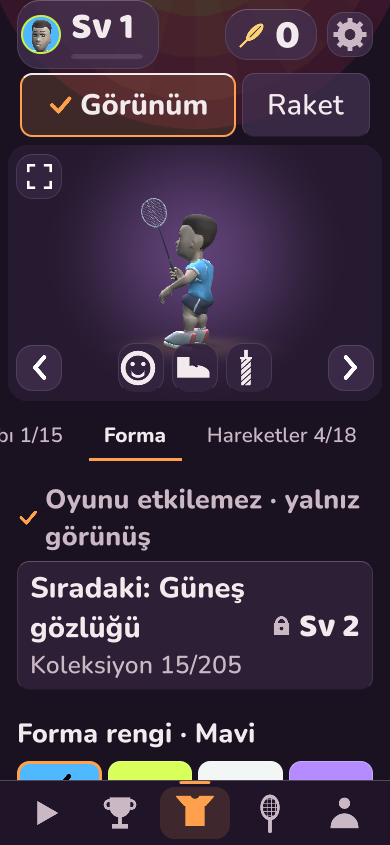 Sv 1
0
Görünüm
Raket
bı 1/15
Forma
Hareketler 4/18
Oyunu etkilemez · yalnız
görünüş
Sıradaki: Güneş
gözlüğü
Sv 2
Koleksiyon 15/205
Forma rengi · Mavi